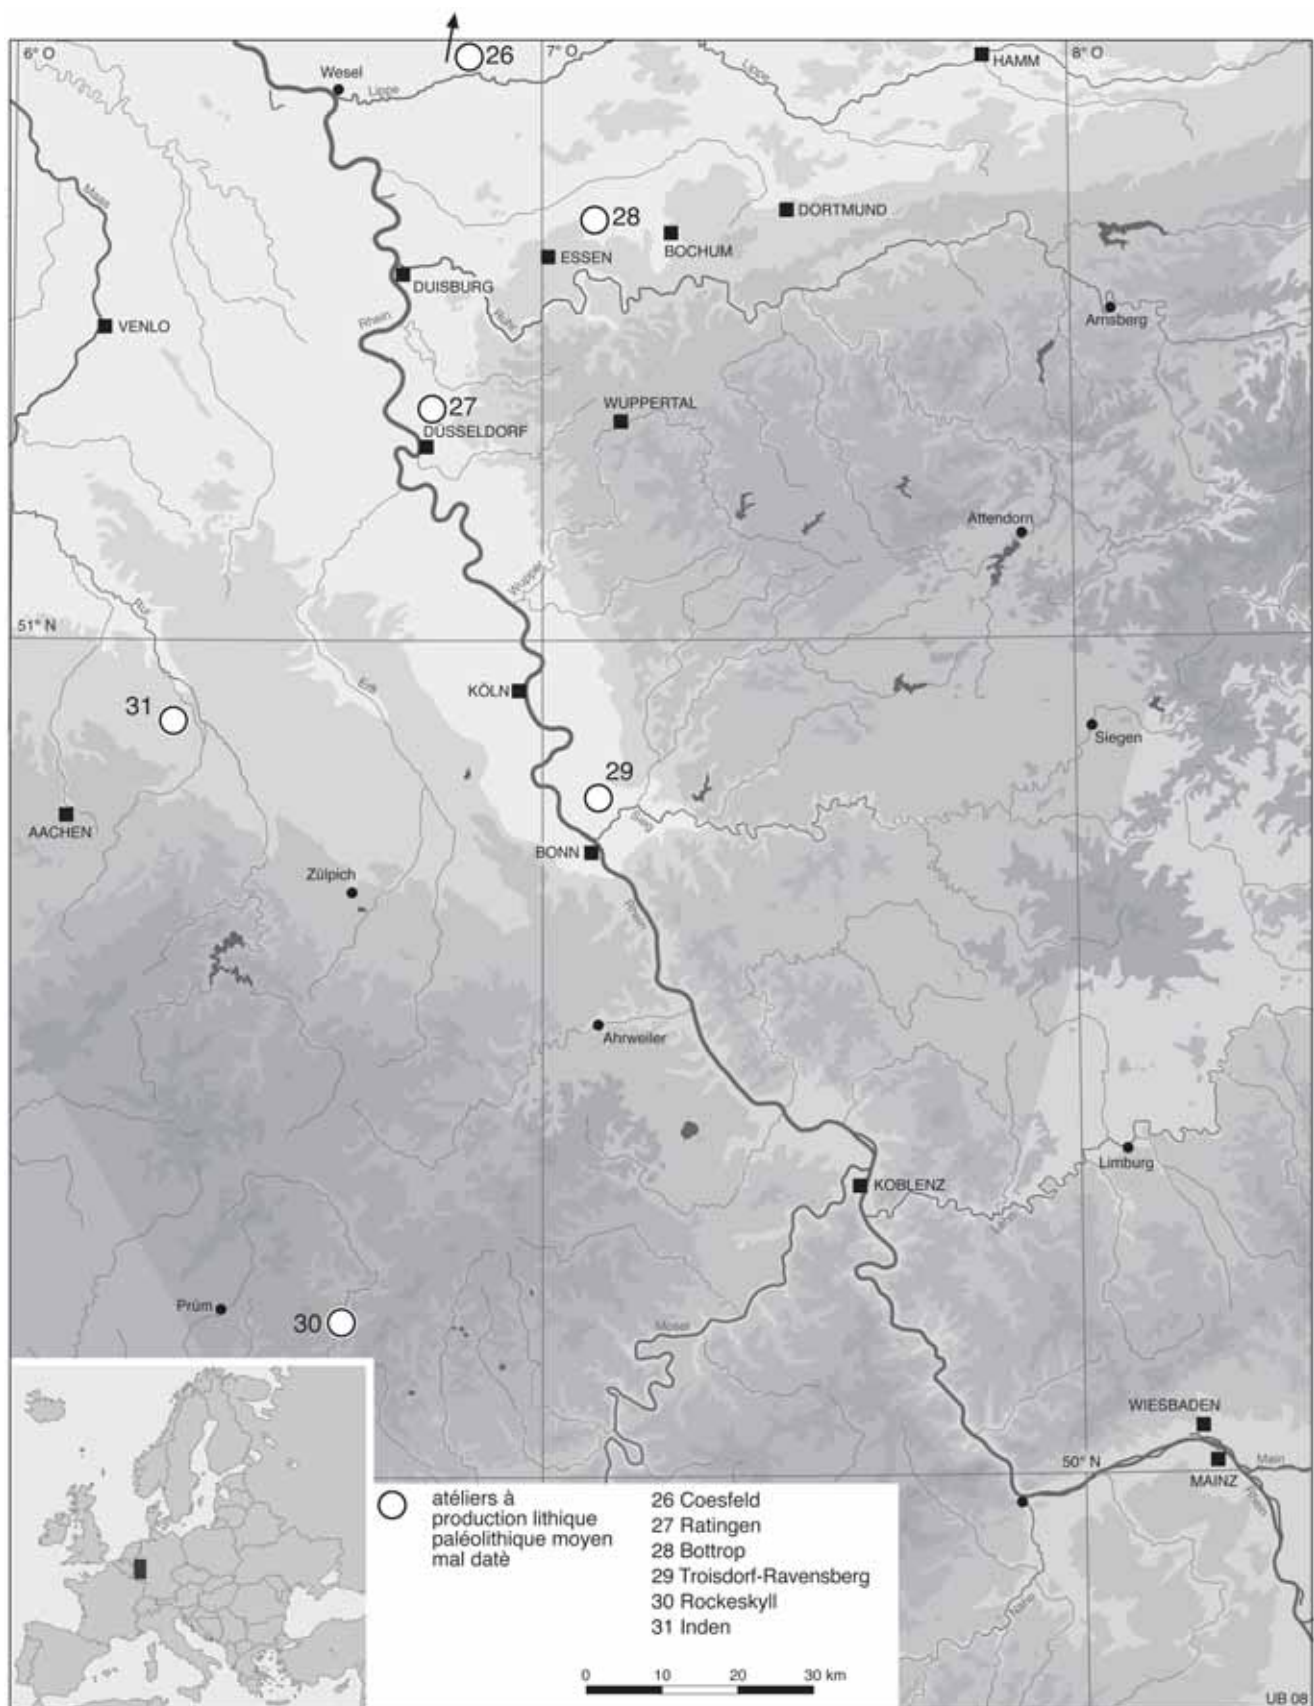 6° O
26
7° O
8° O
HAMM
Wesel
Lippe
Lippe
Maas
28
DORTMUND
BOCHUM
ESSEN
DUISBURG
Rhein
Ruhr
VENLO
Arnsberg
27
WUPPERTAL
DÜSSELDORF
Attendorn
Wupper
Rur
51° N
Erft
KÖLN
31
Siegen
29
Sieg
AACHEN
BONN
Zülpich
Rhein
Ahrweiler
Limburg
KOBLENZ
Lahn
Prüm
30
Mosel
WIESBADEN
50° N
Main
MAINZ
Rhein
Nahe
atéliers à
production lithique
paléolithique moyen
mal datè
26 Coesfeld
27 Ratingen
28 Bottrop
29 Troisdorf-Ravensberg
30 Rockeskyll
31 Inden
0 10 20 30 km
UB 08